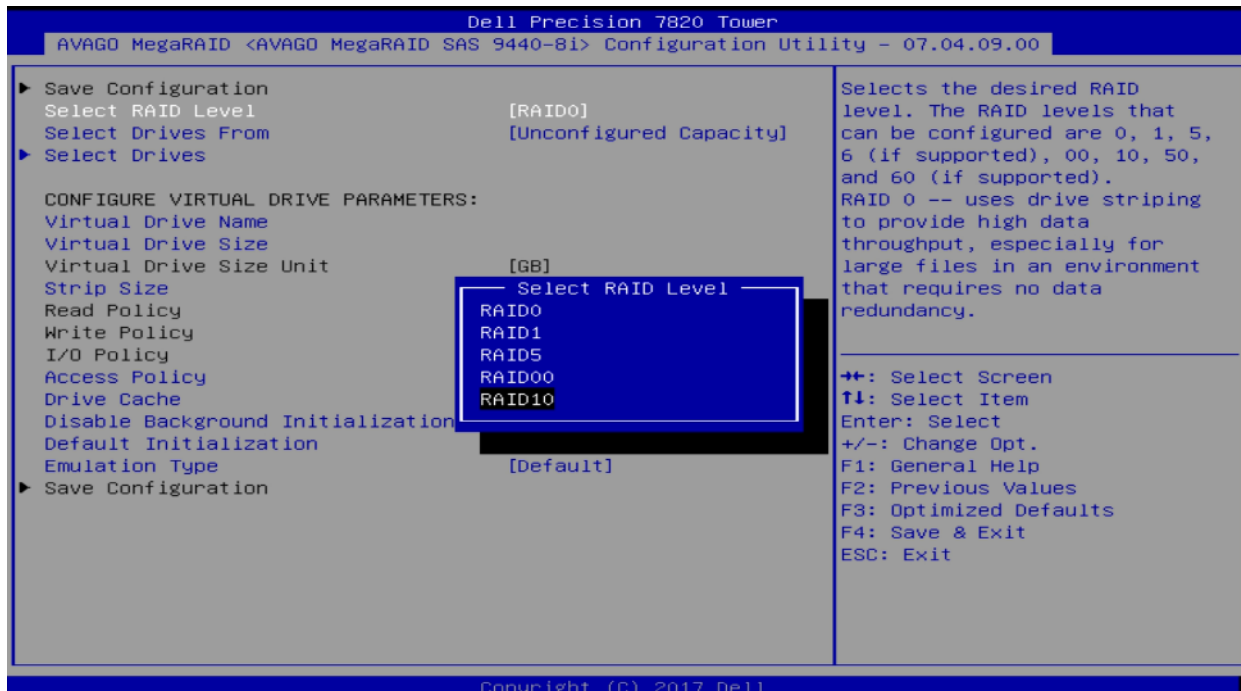 Dell Precision 7820 Tower
AVAGO MegaRAID <AVAGO MegaRAID SAS 9440-8i> Configuration Utility - 07.04.09.00
▶ Save Configuration
Select RAID Level [RAID0]
Select Drives From [Unconfigured Capacity]
▶ Select Drives
CONFIGURE VIRTUAL DRIVE PARAMETERS:
Virtual Drive Name
Virtual Drive Size
Virtual Drive Size Unit [GB]
Strip Size
Read Policy
Write Policy
I/O Policy
Access Policy
Drive Cache
Disable Background Initialization
Default Initialization
Emulation Type [Default]
▶ Save Configuration
Select RAID Level
RAID0
RAID1
RAID5
RAID00
RAID10
Selects the desired RAID
level. The RAID levels that
can be configured are 0, 1, 5,
6 (if supported), 00, 10, 50,
and 60 (if supported).
RAID 0 -- uses drive striping
to provide high data
throughput, especially for
large files in an environment
that requires no data
redundancy.
→←: Select Screen
↑↓: Select Item
Enter: Select
+/-: Change Opt.
F1: General Help
F2: Previous Values
F3: Optimized Defaults
F4: Save & Exit
ESC: Exit
Copyright (C) 2017 Dell